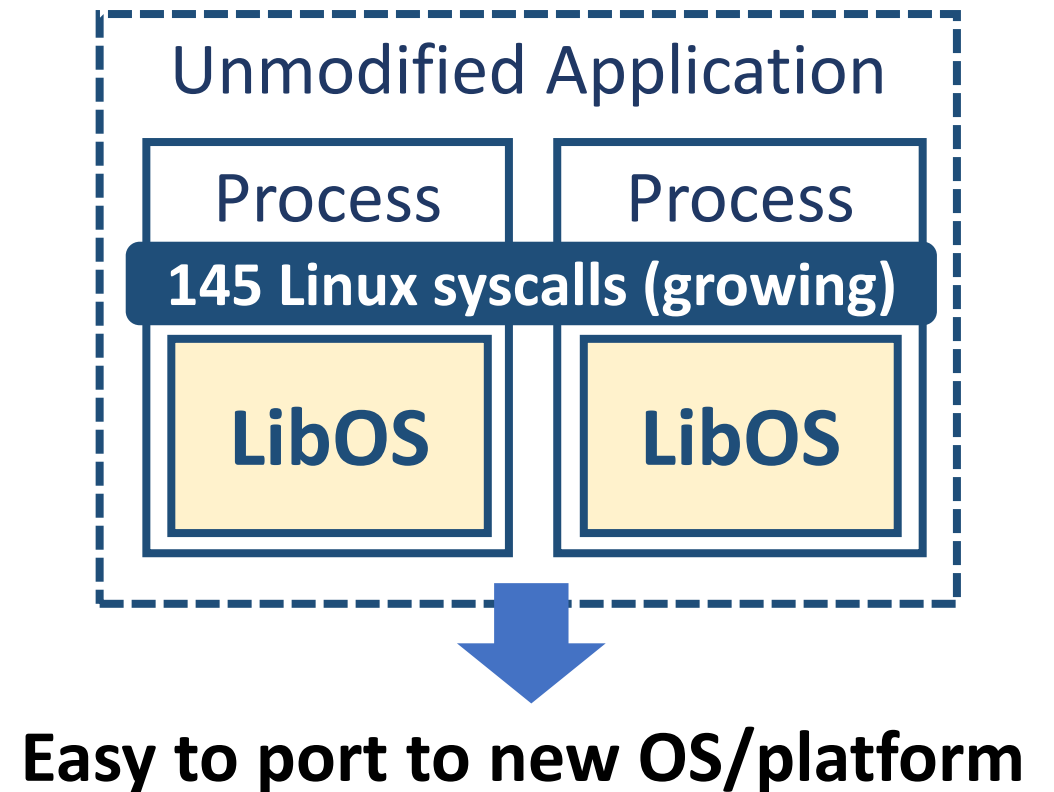 Unmodified Application
Process
Process
145 Linux syscalls (growing)
LibOS
LibOS
Easy to port to new OS/platform